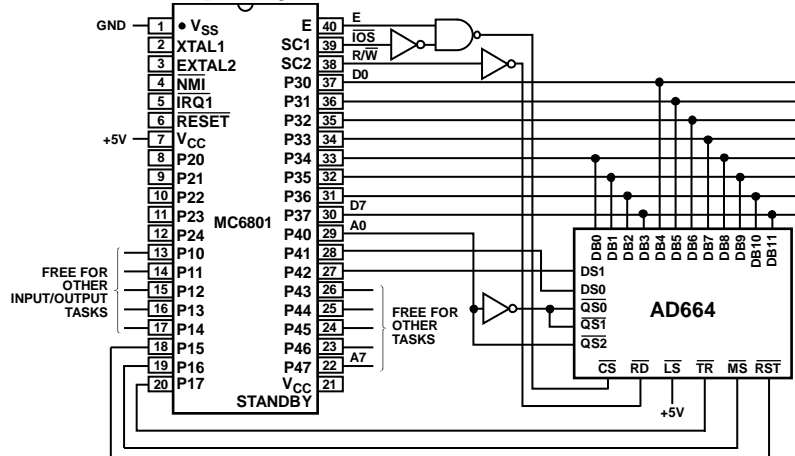 GND
+5V
FREE FOR
OTHER
INPUT/OUTPUT
TASKS
1 VSS
2 XTAL1
3 EXTAL2
4 NMI
5 IRQ1
6 RESET
7 VCC
8 P20
9 P21
10 P22
11 P23
12 P24
13 P10
14 P11
15 P12
16 P13
17 P14
18 P15
19 P16
20 P17
MC6801
E 40 E
SC1 39 IOS
SC2 38 R/W
P30 37 D0
P31 36
P32 35
P33 34
P34 33
P35 32
P36 31
P37 30 D7
P40 29 A0
P41 28
P42 27
P43 26
P44 25
P45 24
P46 23
P47 22 A7
VCC 21
STANDBY
FREE FOR
OTHER
TASKS
DB0 DB1 DB2 DB3 DB4 DB5 DB6 DB7 DB8 DB9 DB10 DB11
DS1
DS0
QS0
QS1
QS2
AD664
CS RD LS TR MS RST
+5V